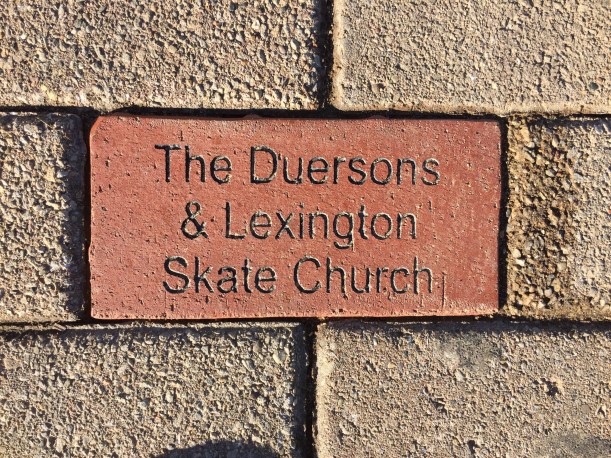 The Duersons
& Lexington
Skate Church